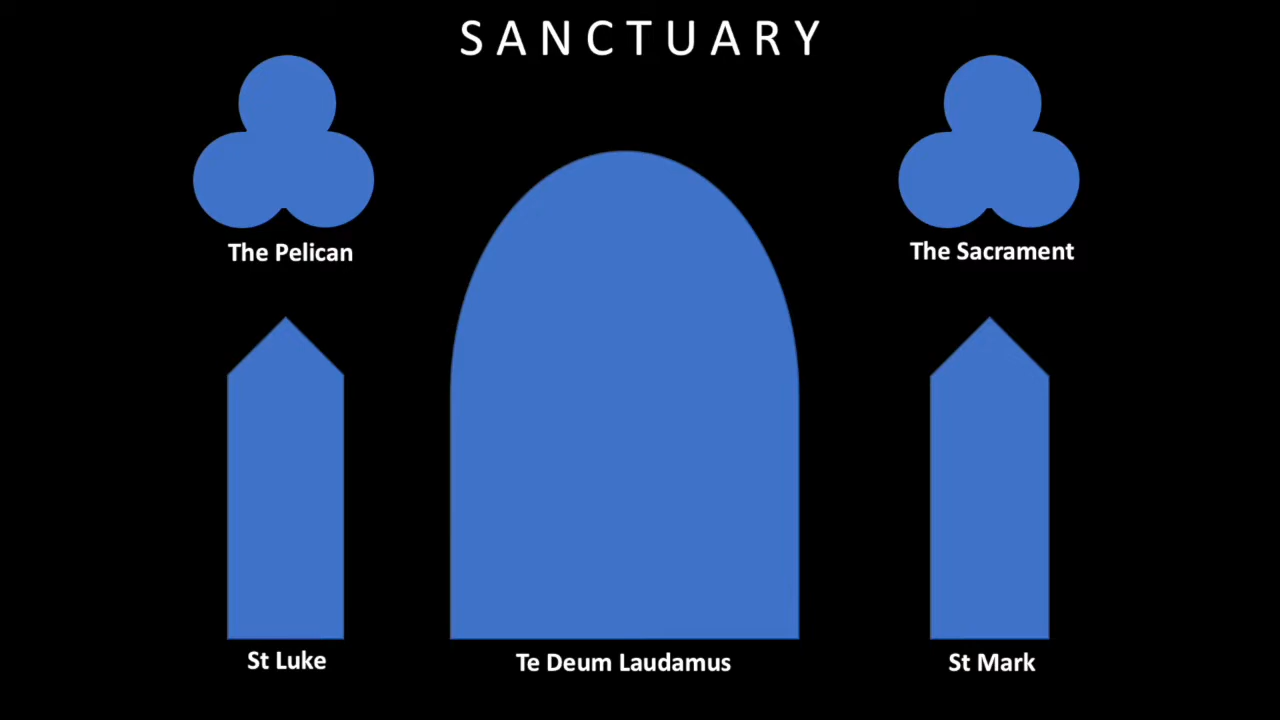 SANCTUARY
The Pelican
The Sacrament
St Luke
Te Deum Laudamus
St Mark